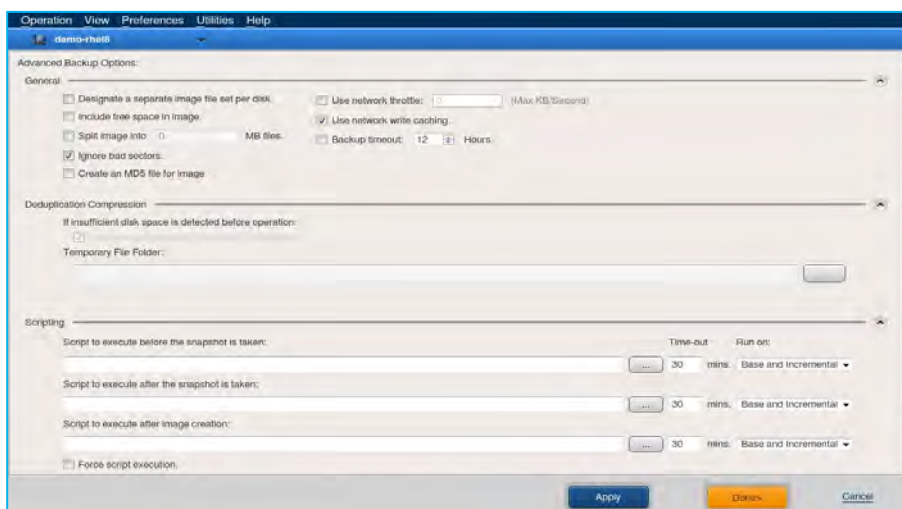 Operation View Preferences Utilities Help
demo-rhel6
Advanced Backup Options:
General
Designate a separate image file set per disk.
Include free space in image.
Split image into 0 MB files.
Ignore bad sectors.
Create an MD5 file for image
Use network throttle: 0 (Max KB/Second)
Use network write caching.
Backup timeout: 12 Hours.
Deduplication Compression
If insufficient disk space is detected before operation:
Temporary File Folder:
Scripting
Script to execute before the snapshot is taken: Time-out Run on:
... 30 mins. Base and Incremental
Script to execute after the snapshot is taken:
... 30 mins. Base and Incremental
Script to execute after image creation:
... 30 mins. Base and Incremental
Force script execution.
Apply Cancel